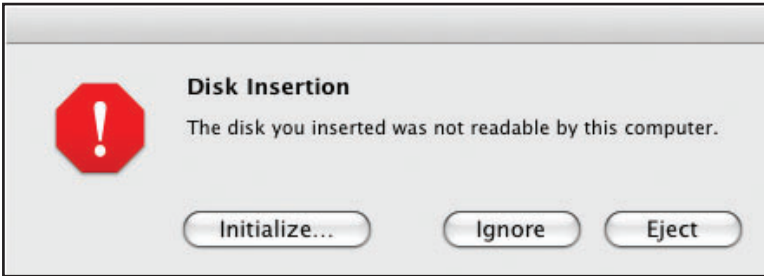 Disk Insertion
The disk you inserted was not readable by this computer.
Initialize... Ignore Eject